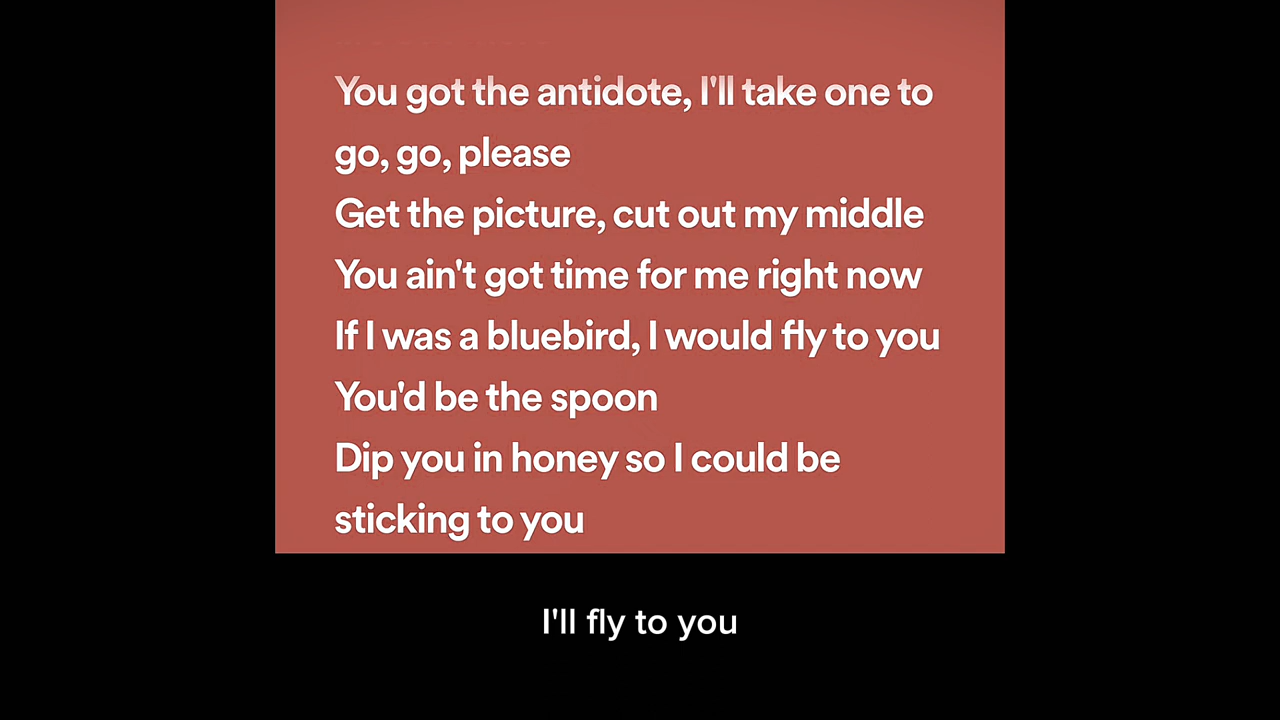 You got the antidote, I'll take one to
go, go, please
Get the picture, cut out my middle
You ain't got time for me right now
If I was a bluebird, I would fly to you
You'd be the spoon
Dip you in honey so I could be
sticking to you
I'll fly to you